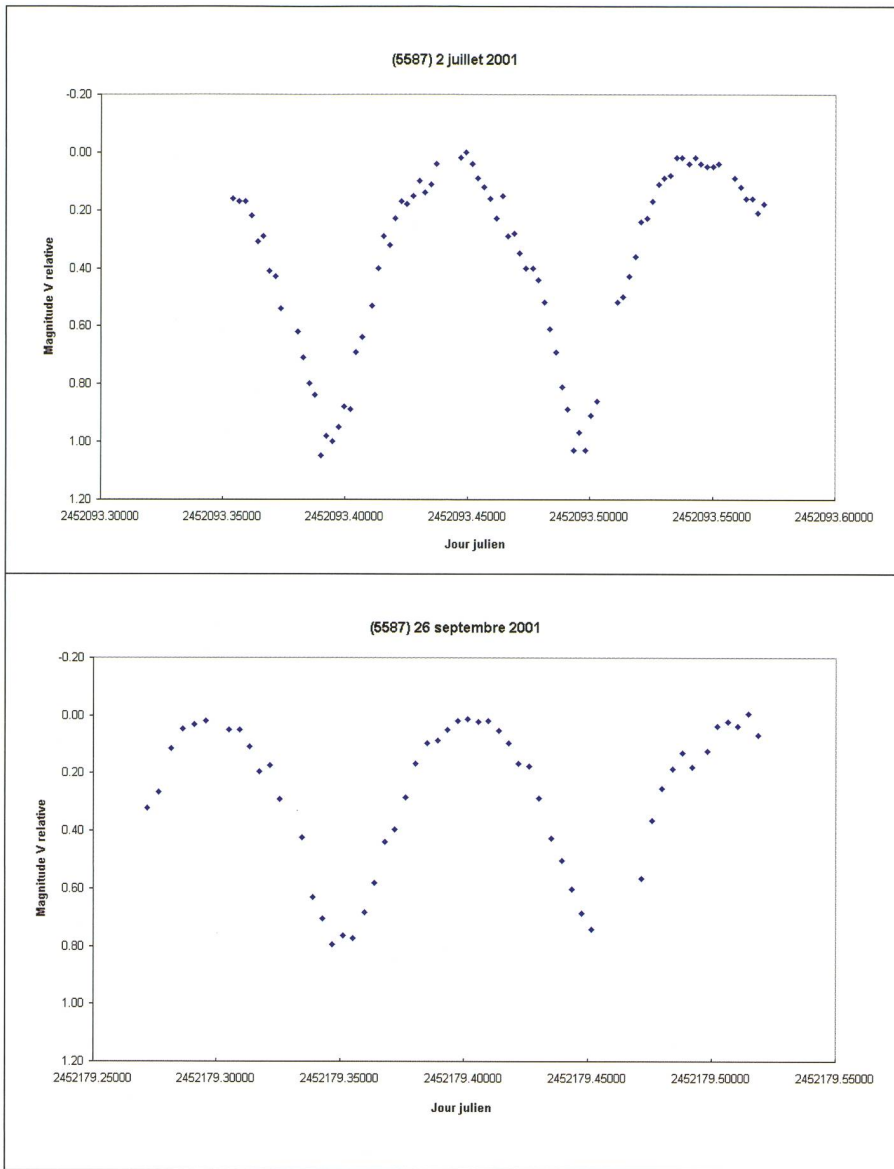 (5587) 2 juillet 2001
-0.20
0.00
0.20
0.40
0.60
0.80
1.00
1.20
Magnitude V relative
2452093.30000 2452093.35000 2452093.40000 2452093.45000 2452093.50000 2452093.55000 2452093.60000
Jour julien
(5587) 26 septembre 2001
-0.20
0.00
0.20
0.40
0.60
0.80
1.00
1.20
Magnitude V relative
2452179.25000 2452179.30000 2452179.35000 2452179.40000 2452179.45000 2452179.50000 2452179.55000
Jour julien